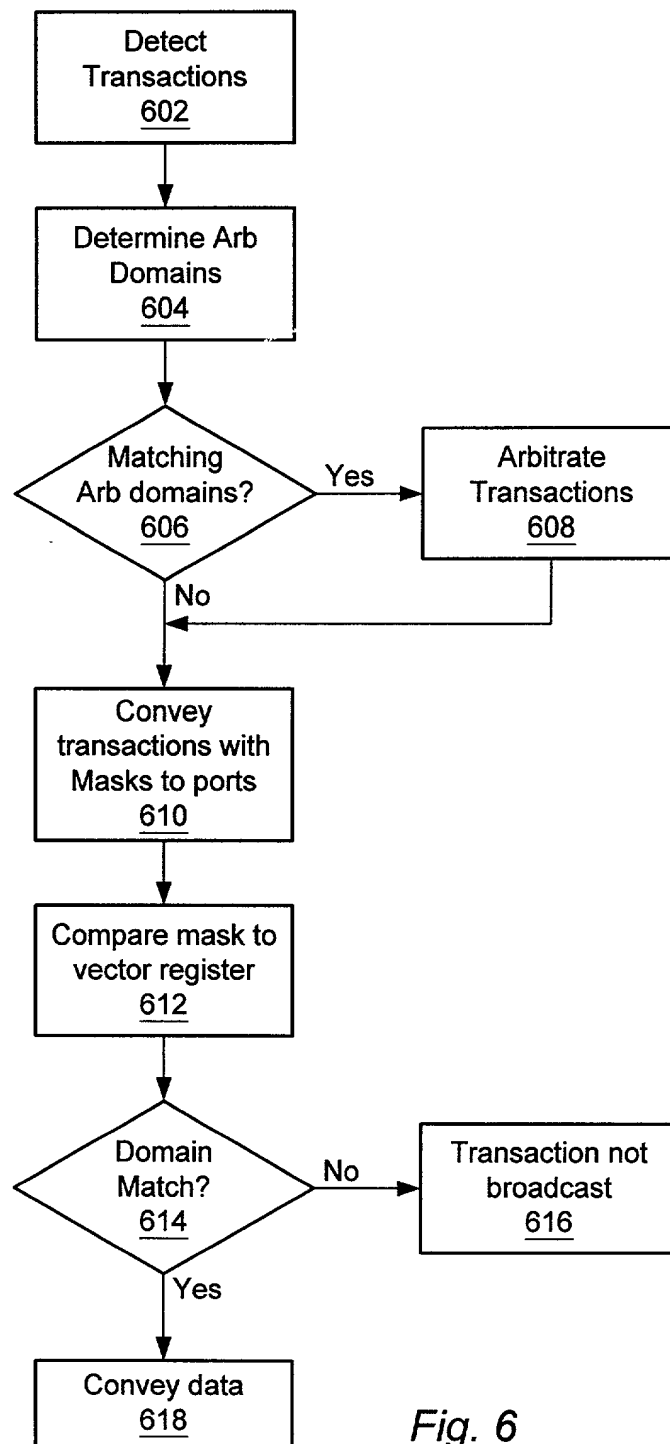 Detect
Transactions
602
Determine Arb
Domains
604
Matching
Arb domains?
606
Yes
Arbitrate
Transactions
608
No
Convey
transactions with
Masks to ports
610
Compare mask to
vector register
612
Domain
Match?
614
No
Transaction not
broadcast
616
Yes
Convey data
618
Fig. 6